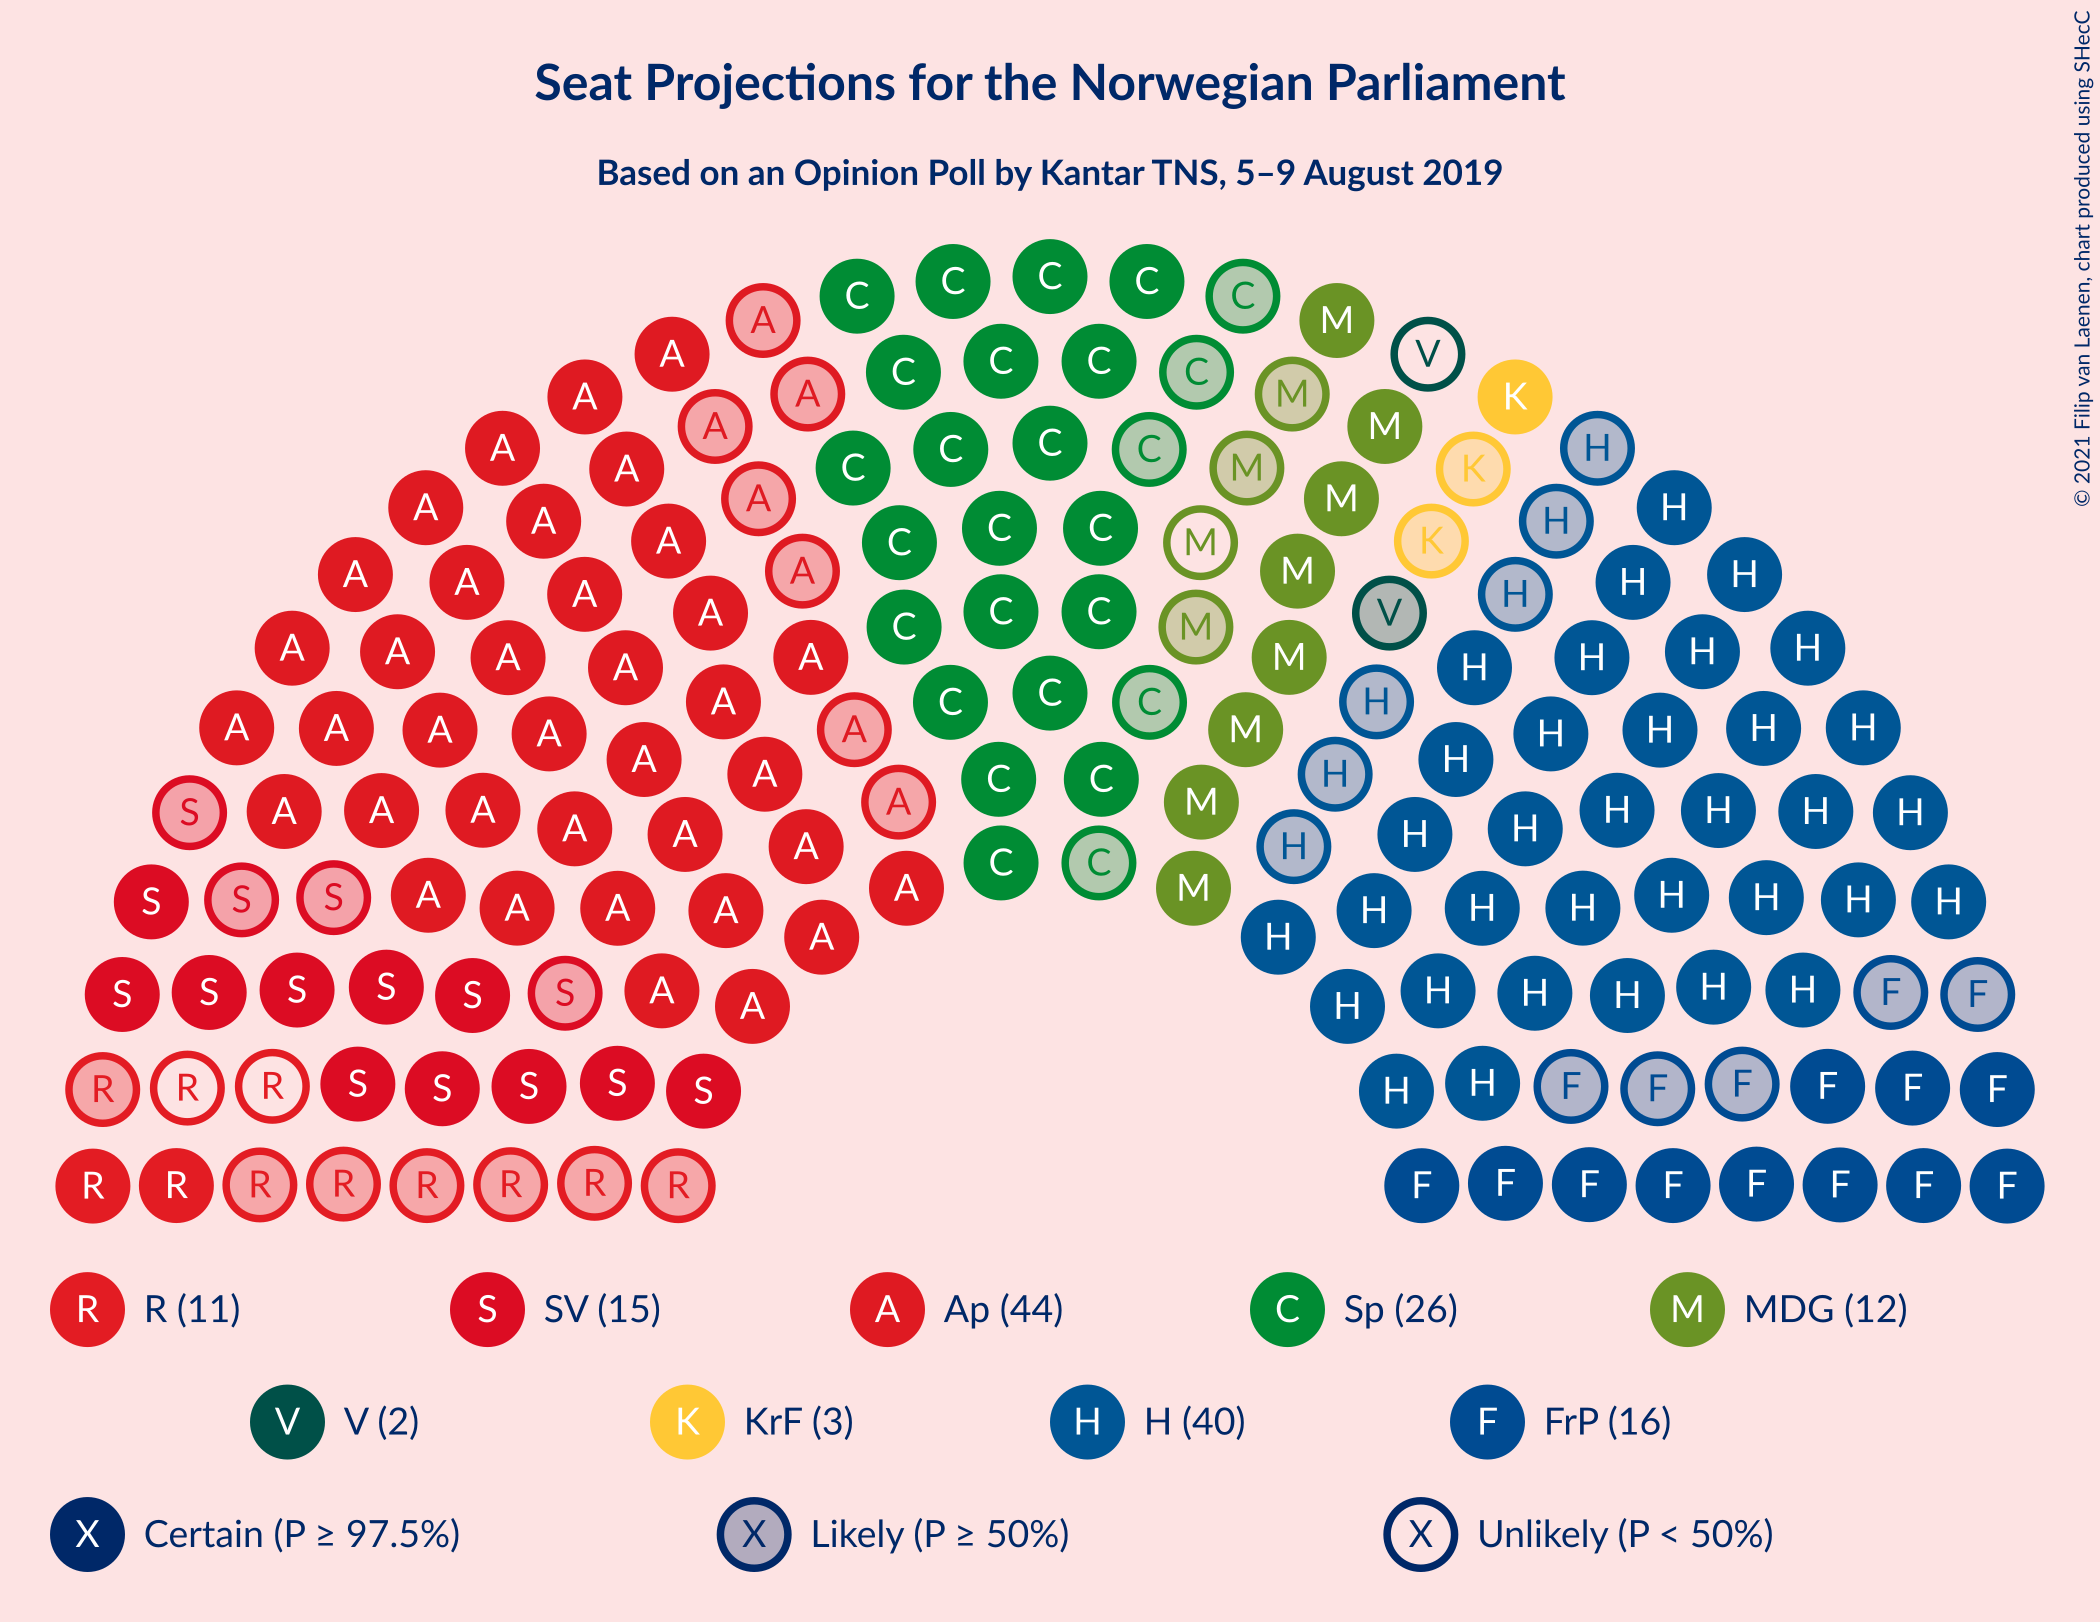 © 2021 Filip van Laenen, chart produced using SHecC
Seat Projections for the Norwegian Parliament
Based on an Opinion Poll by Kantar TNS, 5–9 August 2019
C C C C C
A M
A C C C C V
A A M K
A A C C C C M M H
A K
A A A C C M H H
A C M K
A A A A M H H H
A C C C M V
A A A A A M H H H H
A C C C H
A A A A A M H H H H
A A C C H H
S A A A A A A M H H H H H H
A C C H
S S S A A A A A M H H H H H H H
A H
S S S S S S A A H H H H H H F F
R R R S S S S S H H F F F F F F
R R R R R R R R F F F F F F F F
R R (11) S SV (15) A Ap (44) C Sp (26) M MDG (12)
V V (2) K KrF (3) H H (40) F FrP (16)
X Certain (P ≥ 97.5%) X Likely (P ≥ 50%) X Unlikely (P < 50%)